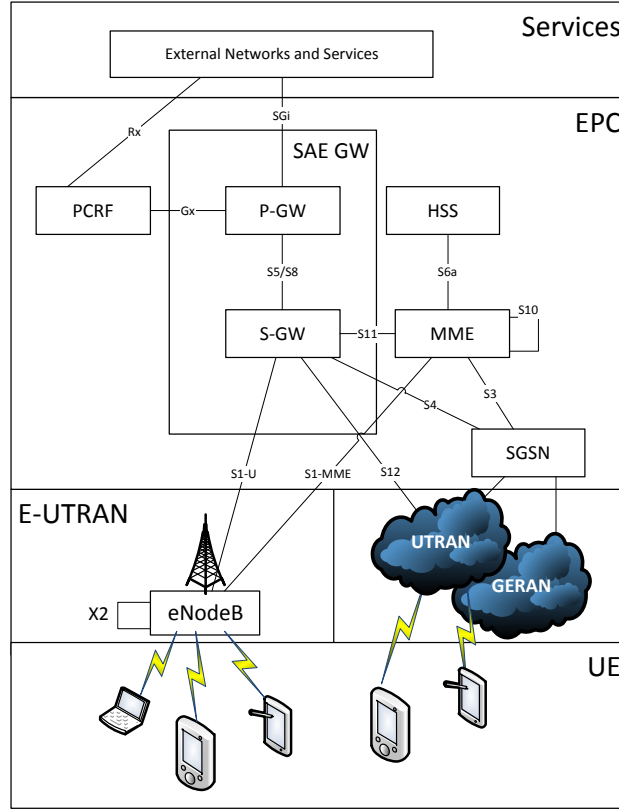 Services
External Networks and Services
SGi
Rx
EPC
SAE GW
PCRF
Gx
P-GW
HSS
S5/S8
S6a
S10
S-GW
S11
MME
S4
S3
SGSN
S1-U
S1-MME
S12
E-UTRAN
UTRAN
GERAN
X2
eNodeB
UE